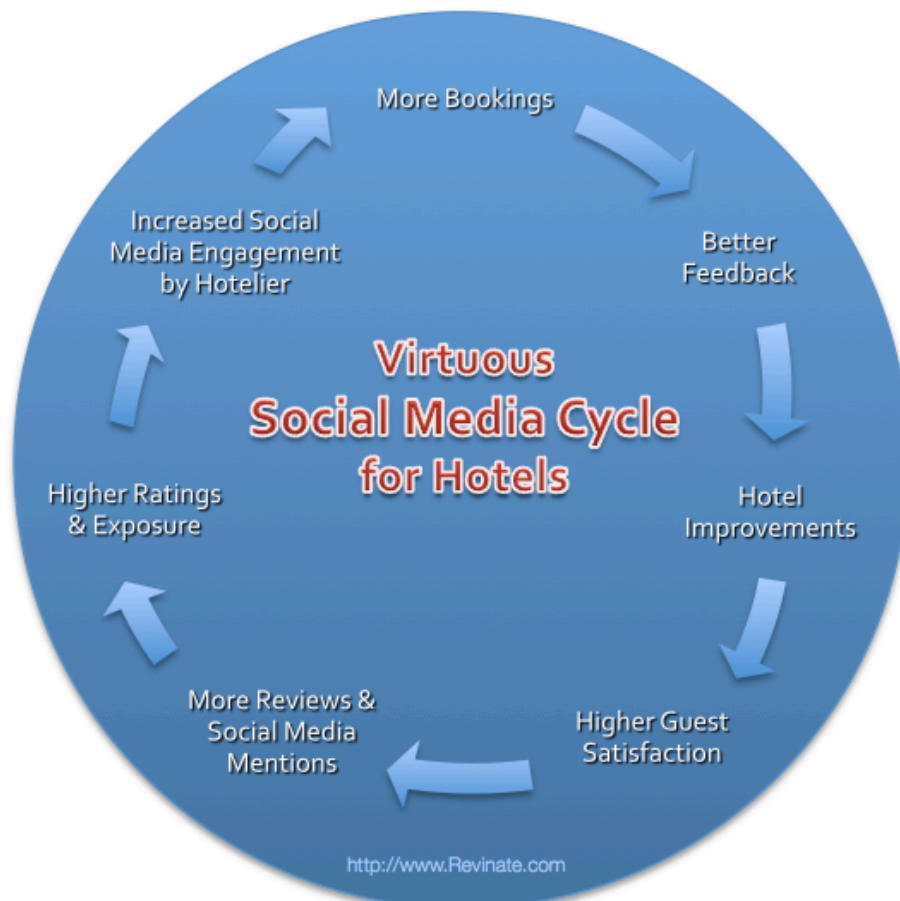 More Bookings
Better
Feedback
Hotel
Improvements
Higher Guest
Satisfaction
More Reviews &
Social Media
Mentions
Higher Ratings
& Exposure
Increased Social
Media Engagement
by Hotelier
Virtuous
Social Media Cycle
for Hotels
http://www.Revinate.com